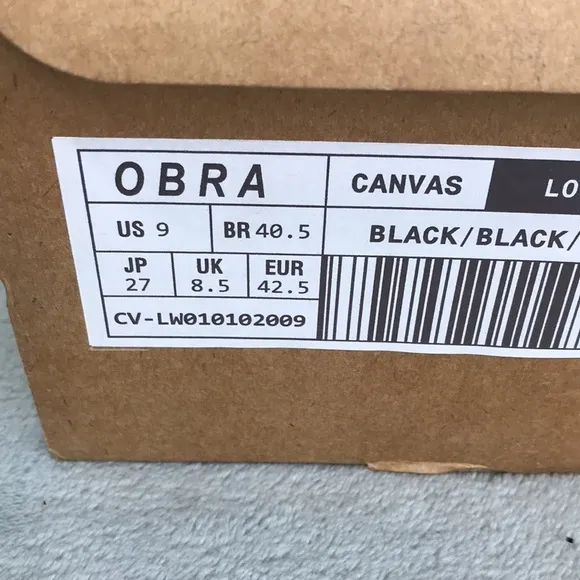 OBRA CANVAS LO
US 9 BR 40.5 BLACK/BLACK/
JP UK EUR
27 8.5 42.5
CV-LW010102009